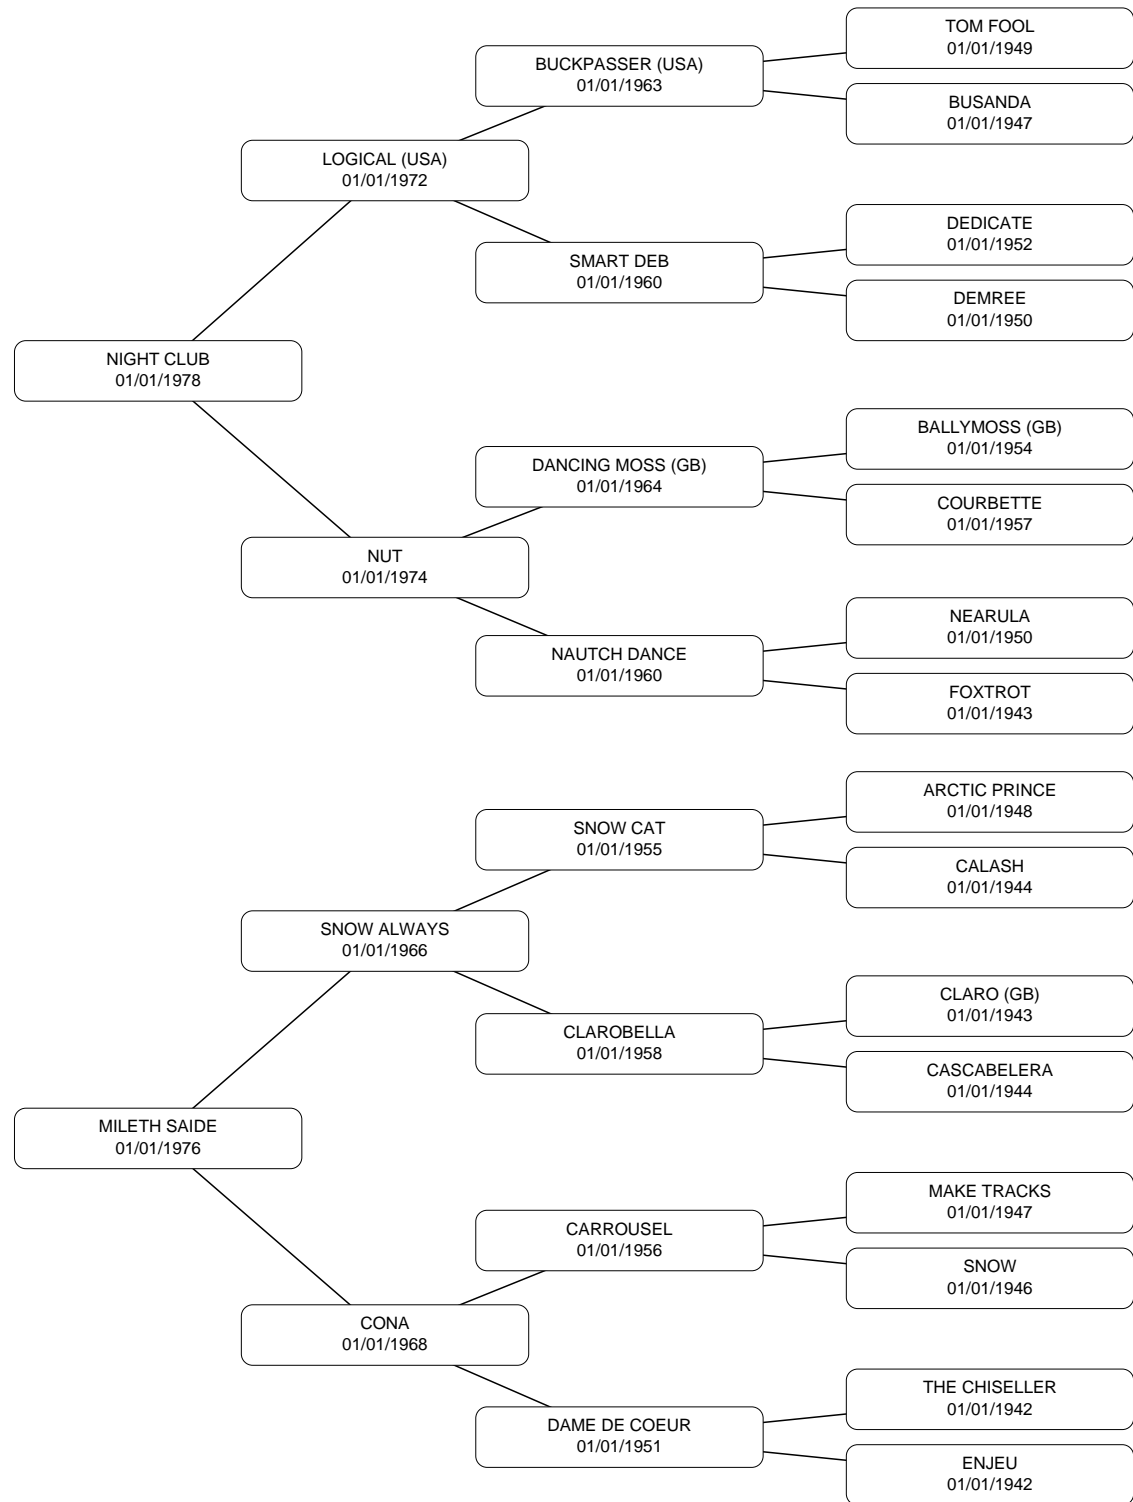 TOM FOOL
01/01/1949
BUCKPASSER (USA)
01/01/1963
BUSANDA
01/01/1947
LOGICAL (USA)
01/01/1972
DEDICATE
01/01/1952
SMART DEB
01/01/1960
DEMREE
01/01/1950
NIGHT CLUB
01/01/1978
BALLYMOSS (GB)
01/01/1954
DANCING MOSS (GB)
01/01/1964
COURBETTE
01/01/1957
NUT
01/01/1974
NEARULA
01/01/1950
NAUTCH DANCE
01/01/1960
FOXTROT
01/01/1943
ARCTIC PRINCE
01/01/1948
SNOW CAT
01/01/1955
CALASH
01/01/1944
SNOW ALWAYS
01/01/1966
CLARO (GB)
01/01/1943
CLAROBELLA
01/01/1958
CASCABELERA
01/01/1944
MILETH SAIDE
01/01/1976
MAKE TRACKS
01/01/1947
CARROUSEL
01/01/1956
SNOW
01/01/1946
CONA
01/01/1968
THE CHISELLER
01/01/1942
DAME DE COEUR
01/01/1951
ENJEU
01/01/1942